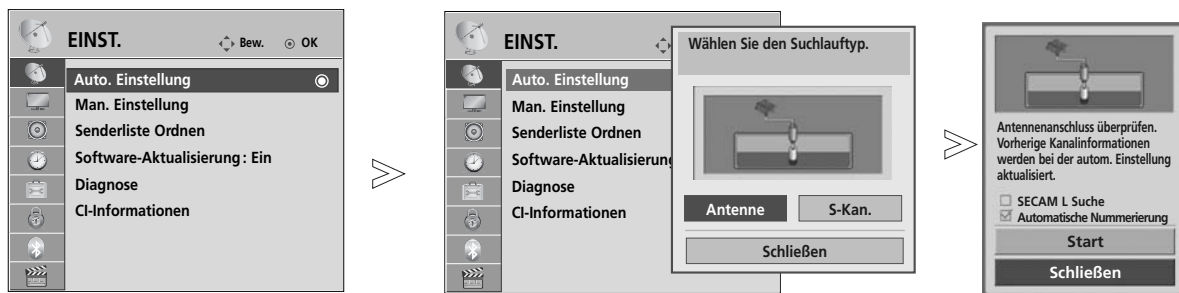 EINST.
Bew.
OK
Auto. Einstellung
Man. Einstellung
Senderliste Ordnen
Software-Aktualisierung : Ein
Diagnose
CI-Informationen
EINST.
Auto. Einstellung
Man. Einstellung
Senderliste Ordnen
Software-Aktualisierung
Diagnose
CI-Informationen
Wählen Sie den Suchlauftyp.
Antenne
S-Kan.
Schließen
Antennenanschluss überprüfen.
Vorherige Kanalinformationen
werden bei der autom. Einstellung
aktualisiert.
SECAM L Suche
Automatische Nummerierung
Start
Schließen